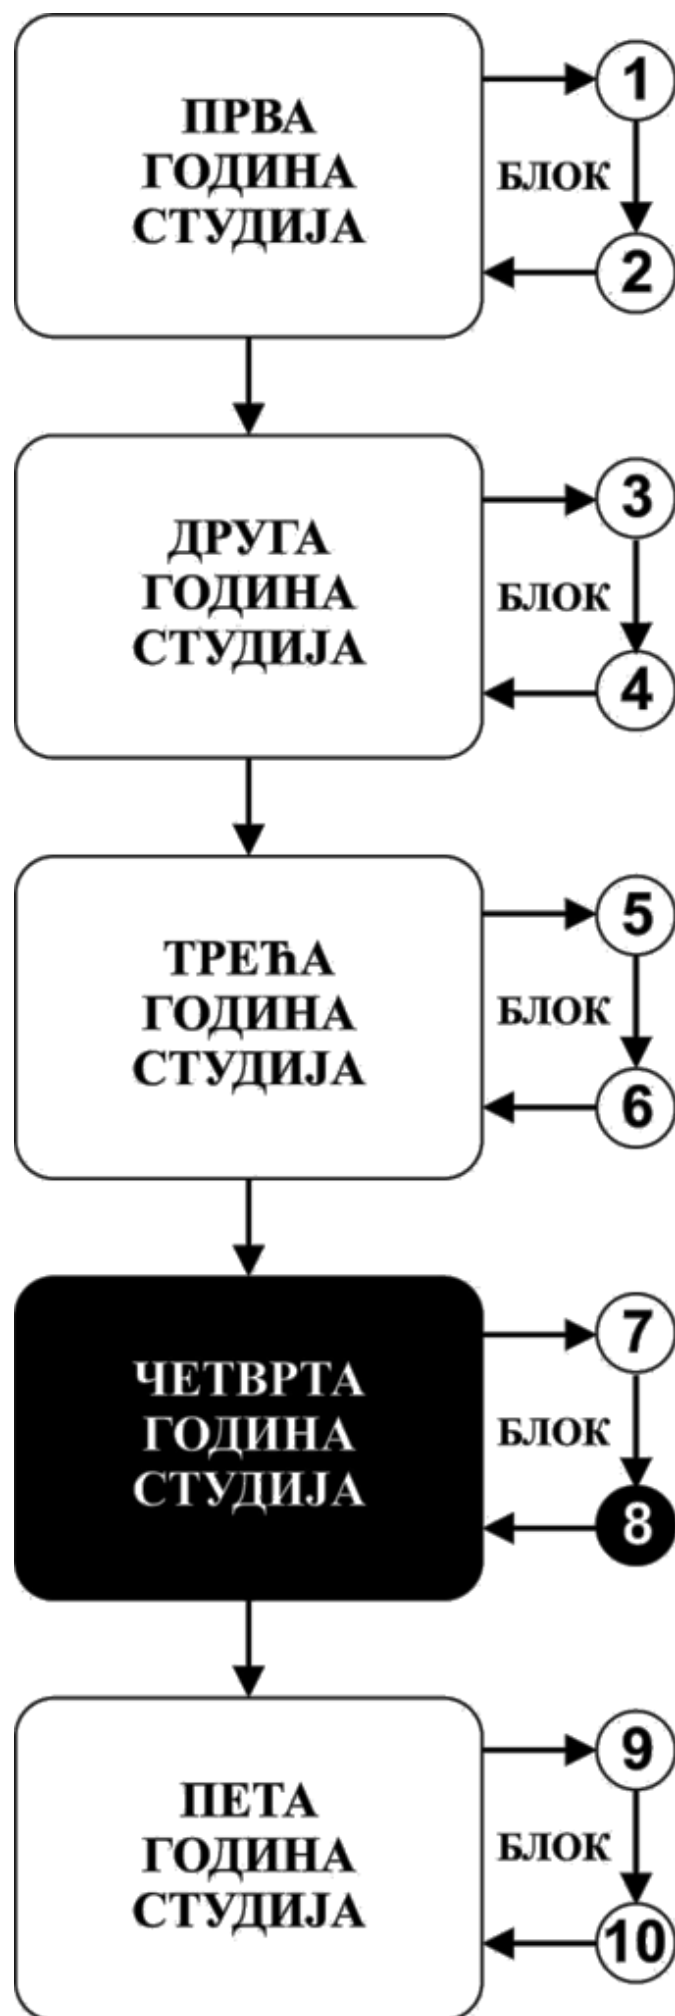 ПРВА
ГОДИНА
СТУДИЈА
1
БЛОК
2
ДРУГА
ГОДИНА
СТУДИЈА
3
БЛОК
4
ТРЕЋА
ГОДИНА
СТУДИЈА
5
БЛОК
6
ЧЕТВРТА
ГОДИНА
СТУДИЈА
7
БЛОК
8
ПЕТА
ГОДИНА
СТУДИЈА
9
БЛОК
10